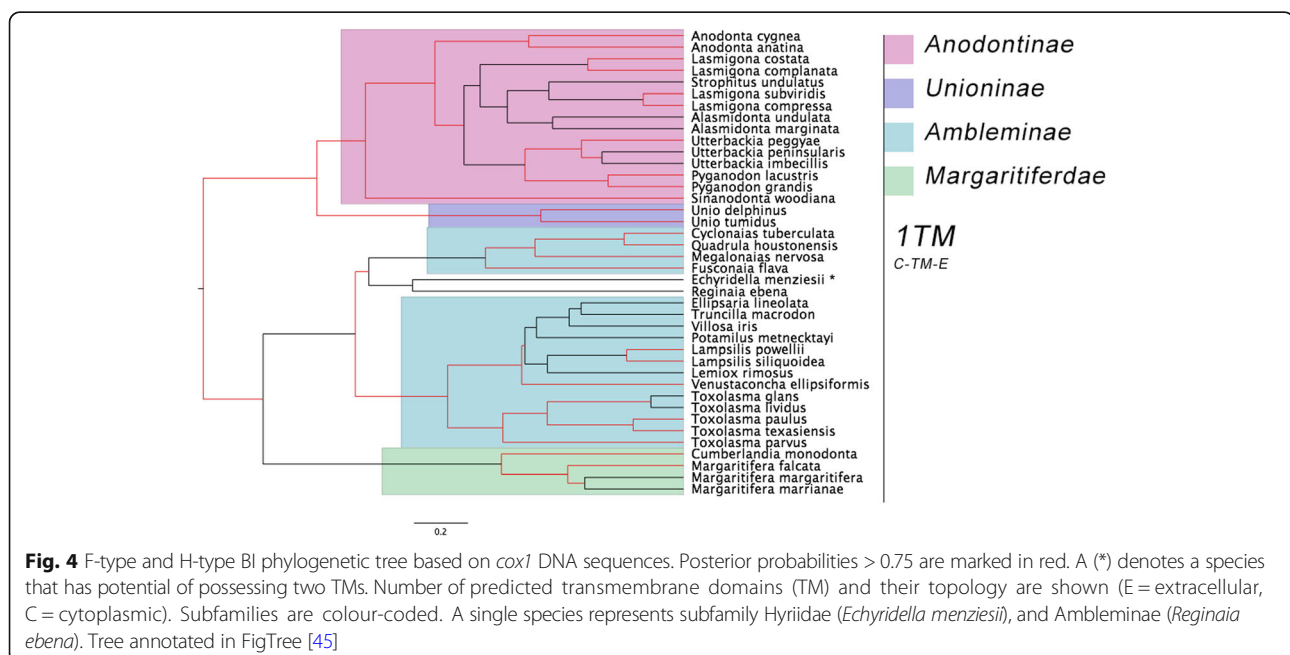 Anodonta cygnea
Anodonta anatina
Lasmigona costata
Lasmigona complanata
Strophitus undulatus
Lasmigona subviridis
Lasmigona compressa
Alasmidonta undulata
Alasmidonta marginata
Utterbackia peggyae
Utterbackia peninsularis
Utterbackia imbecillis
Pyganodon lacustris
Pyganodon grandis
Sinanodonta woodiana
Unio delphinus
Unio tumidus
Cyclonaias tuberculata
Quadrula houstonensis
Megalonaias nervosa
Fusconaia flava
Echyridella menziesii *
Reginaia ebena
Ellipsaria lineolata
Truncilla macrodon
Villosa iris
Potamilus metnecktayi
Lampsilis powellii
Lampsilis siliquoidea
Lemiox rimosus
Venustaconcha ellipsiformis
Toxolasma glans
Toxolasma lividus
Toxolasma paulus
Toxolasma texasiensis
Toxolasma parvus
Cumberlandia monodonta
Margaritifera falcata
Margaritifera margaritifera
Margaritifera marrianae
Anodontinae
Unioninae
Ambleminae
Margaritiferdae
1TM
C-TM-E
0.2
Fig. 4 F-type and H-type BI phylogenetic tree based on cox1 DNA sequences. Posterior probabilities > 0.75 are marked in red. A (*) denotes a species
that has potential of possessing two TMs. Number of predicted transmembrane domains (TM) and their topology are shown (E = extracellular,
C = cytoplasmic). Subfamilies are colour-coded. A single species represents subfamily Hyriidae (Echyridella menziesii), and Ambleminae (Reginaia
ebena). Tree annotated in FigTree [45]